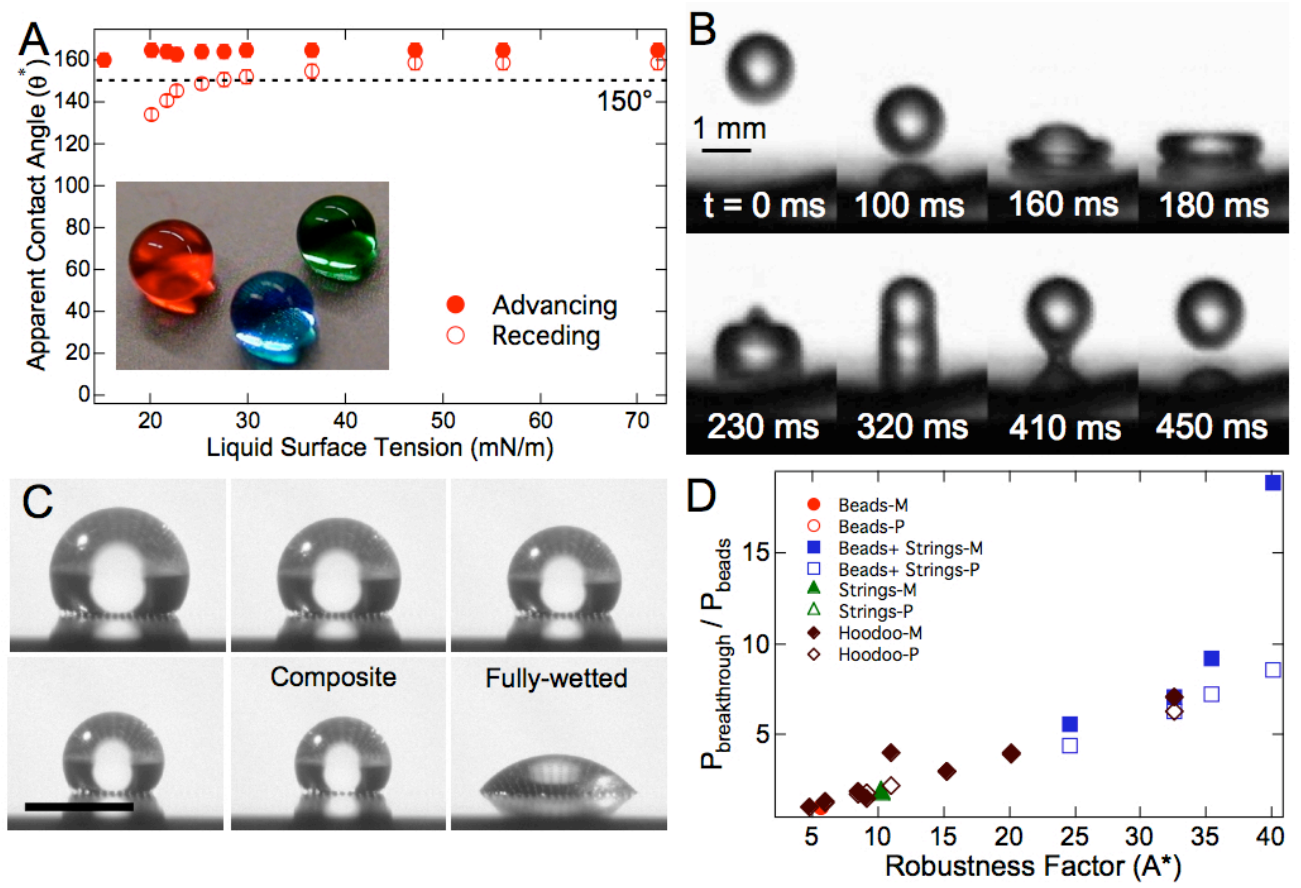 A
160
140
120
100
80
60
40
20
0
Apparent Contact Angle (θ*)
150°
Advancing
Receding
20 30 40 50 60 70
Liquid Surface Tension (mN/m)
B
1 mm
t = 0 ms 100 ms 160 ms 180 ms
230 ms 320 ms 410 ms 450 ms
C
Composite Fully-wetted
D
Beads-M
Beads-P
Beads+ Strings-M
Beads+ Strings-P
Strings-M
Strings-P
Hoodoo-M
Hoodoo-P
15
10
5
P breakthrough / P beads
5 10 15 20 25 30 35 40
Robustness Factor (A*)